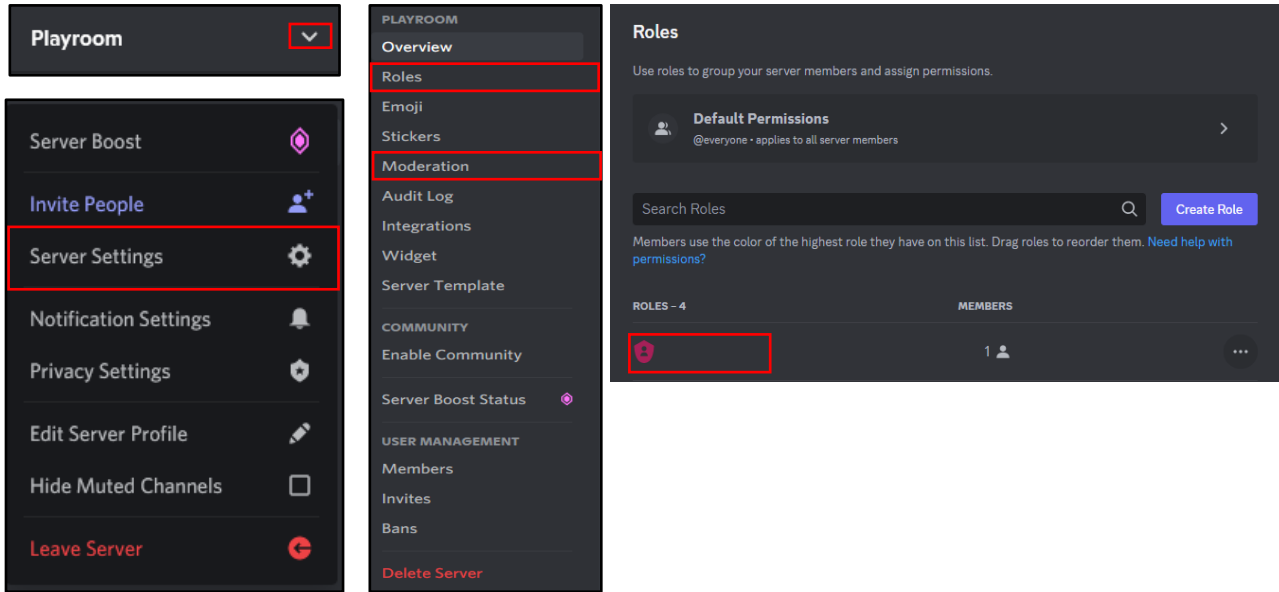 Playroom
Server Boost
Invite People
Server Settings
Notification Settings
Privacy Settings
Edit Server Profile
Hide Muted Channels
Leave Server
PLAYROOM
Overview
Roles
Emoji
Stickers
Moderation
Audit Log
Integrations
Widget
Server Template
COMMUNITY
Enable Community
Server Boost Status
USER MANAGEMENT
Members
Invites
Bans
Delete Server
Roles
Use roles to group your server members and assign permissions.
Default Permissions
@everyone • applies to all server members
Search Roles
Create Role
Members use the color of the highest role they have on this list. Drag roles to reorder them. Need help with
permissions?
ROLES – 4 MEMBERS
1